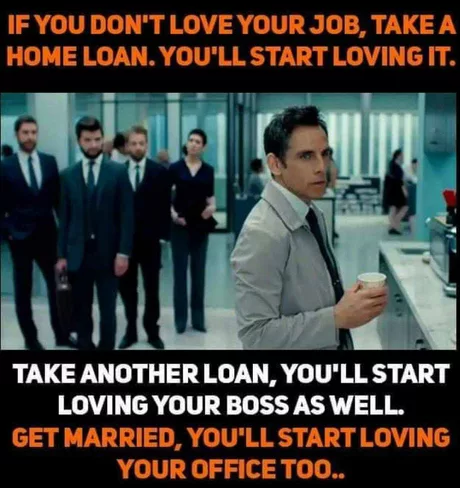 IF YOU DON'T LOVE YOUR JOB, TAKE A
HOME LOAN. YOU'LL START LOVING IT.
TAKE ANOTHER LOAN, YOU'LL START
LOVING YOUR BOSS AS WELL.
GET MARRIED, YOU'LL START LOVING
YOUR OFFICE TOO..